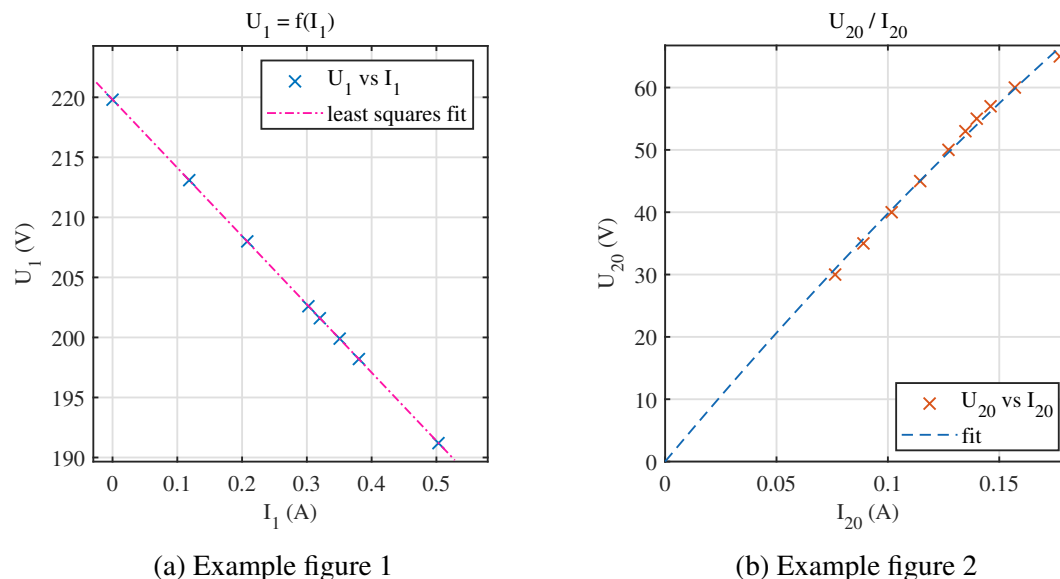 U₁ = f(I₁)
U₁ vs I₁
least squares fit
220
215
210
205
200
195
190
U₁ (V)
0 0.1 0.2 0.3 0.4 0.5
I₁ (A)
(a) Example figure 1
U₂₀ / I₂₀
60
50
40
30
20
10
0
U₂₀ (V)
U₂₀ vs I₂₀
fit
0 0.05 0.1 0.15
I₂₀ (A)
(b) Example figure 2